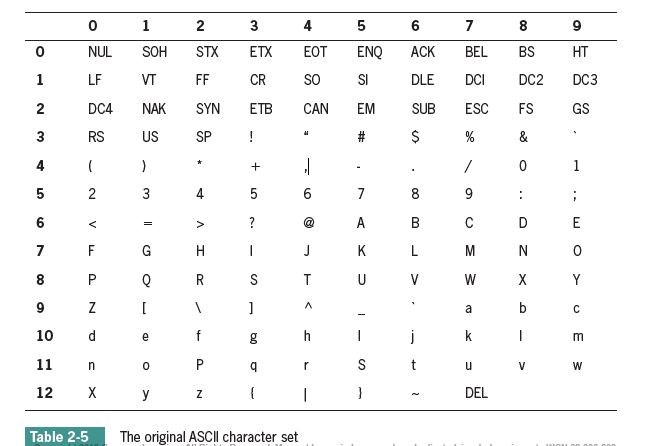 0 1 2 3 4 5 6 7 8 9
0 NUL SOH STX ETX EOT ENQ ACK BEL BS HT
1 LF VT FF CR SO SI DLE DCI DC2 DC3
2 DC4 NAK SYN ETB CAN EM SUB ESC FS GS
3 RS US SP ! “ # $ % & `
4 ( ) * + , - . / 0 1
5 2 3 4 5 6 7 8 9 : ;
6 < = > ? @ A B C D E
7 F G H I J K L M N O
8 P Q R S T U V W X Y
9 Z [ \ ] ^ _ ` a b c
10 d e f g h I j k l m
11 n o P q r S t u v w
12 X y z { | } ~ DEL
Table 2-5 The original ASCII character set